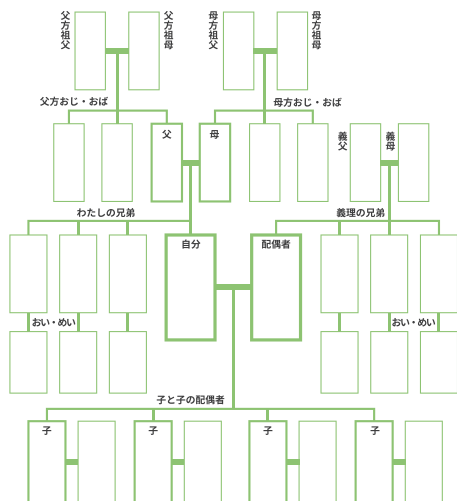 父方祖父
父方祖母
母方祖父
母方祖母
父方おじ・おば
母方おじ・おば
父
母
義父
義母
わたしの兄弟
義理の兄弟
自分
配偶者
おい・めい
おい・めい
子と子の配偶者
子
子
子
子